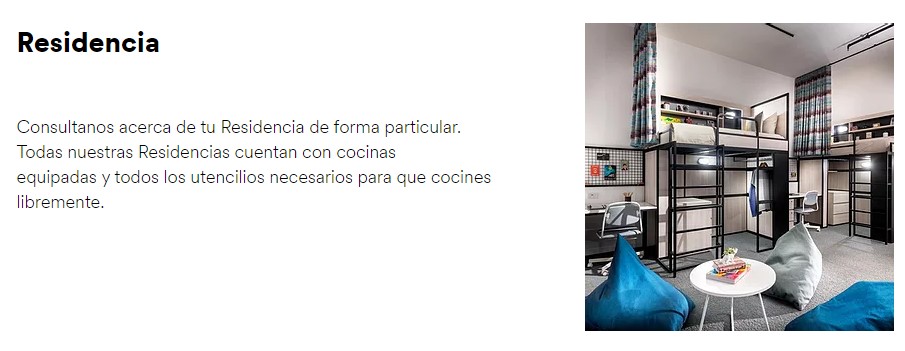 Residencia
Consultanos acerca de tu Residencia de forma particular.
Todas nuestras Residencias cuentan con cocinas
equipadas y todos los utencilios necesarios para que cocines
libremente.